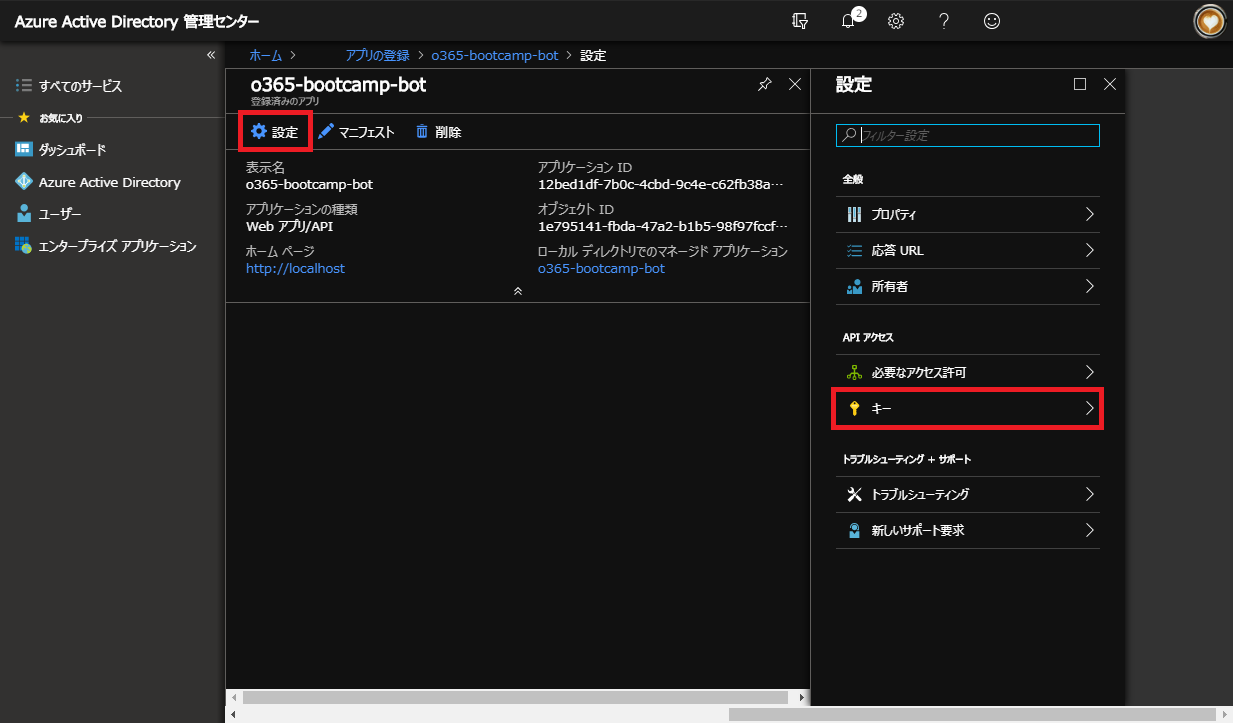 Azure Active Directory 管理センター
2
ホーム > アプリの登録 > o365-bootcamp-bot > 設定
すべてのサービス
お気に入り
ダッシュボード
Azure Active Directory
ユーザー
エンタープライズ アプリケーション
o365-bootcamp-bot
登録済みのアプリ
設定 マニフェスト 削除
表示名
o365-bootcamp-bot
アプリケーションの種類
Web アプリ/API
ホーム ページ
http://localhost
アプリケーション ID
12bed1df-7b0c-4cbd-9c4e-c62fb38a…
オブジェクト ID
1e795141-fbda-47a2-b1b5-98f97fccf…
ローカル ディレクトリでのマネージド アプリケーション
o365-bootcamp-bot
設定
フィルター設定
全般
プロパティ
応答 URL
所有者
API アクセス
必要なアクセス許可
キー
トラブルシューティング + サポート
トラブルシューティング
新しいサポート要求